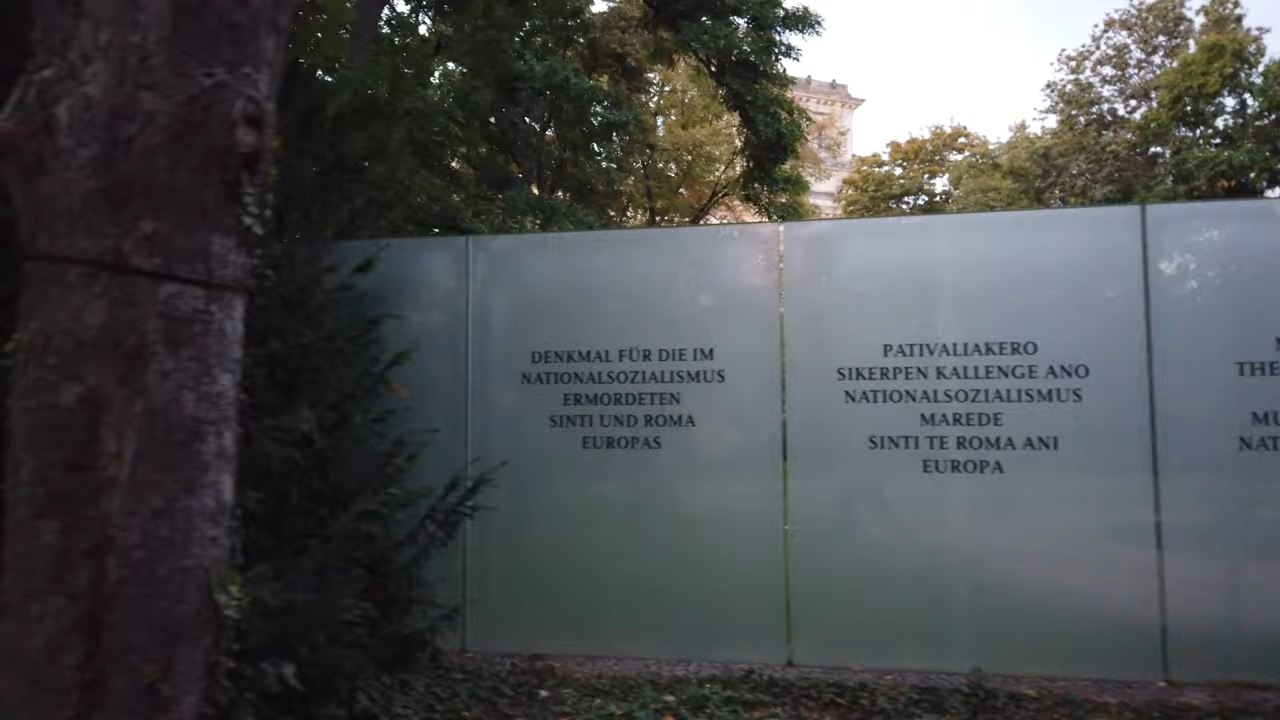 DENKMAL FÜR DIE IM
NATIONALSOZIALISMUS
ERMORDETEN
SINTI UND ROMA
EUROPAS
PATIVALIAKERO
SIKERPEN KALLENGE ANO
NATIONALSOZIALISMUS
MAREDE
SINTI TE ROMA ANI
EUROPA